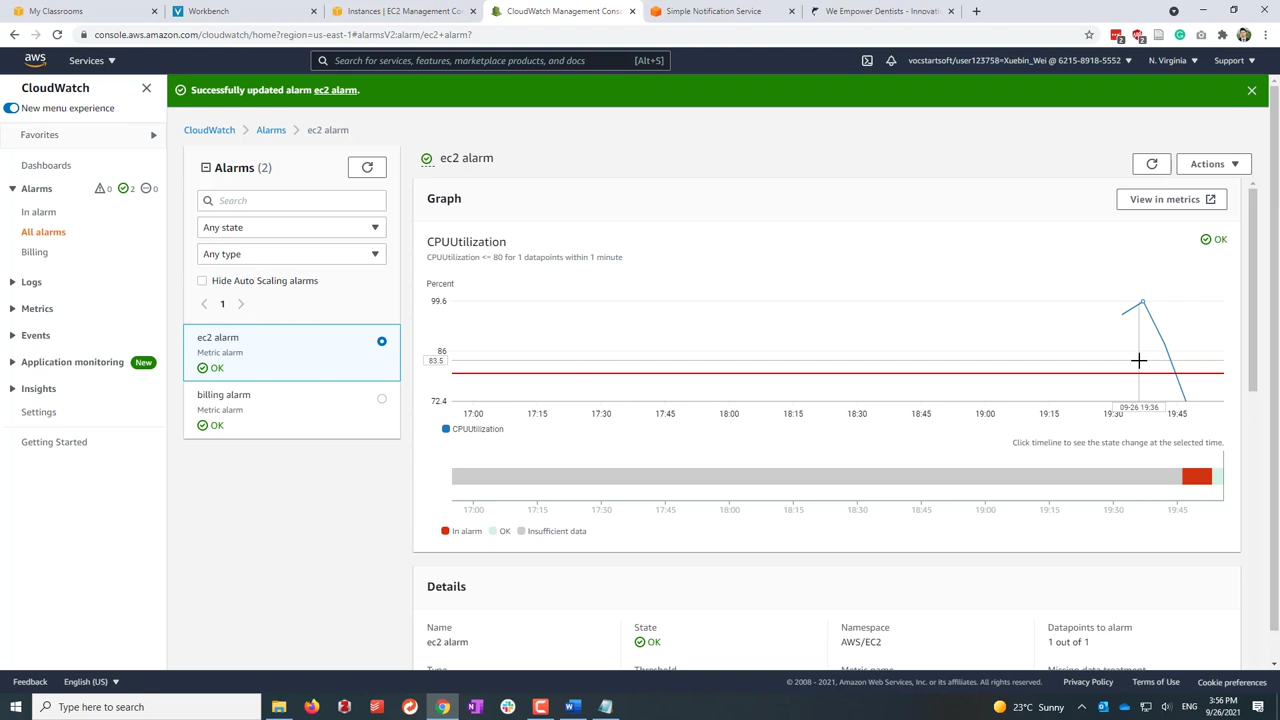 My Classrooms
Workbench
Instances | EC2 Management Co
CloudWatch Management Conso
Simple Notification Service
We Empower Dentists - Innovati
console.aws.amazon.com/cloudwatch/home?region=us-east-1#alarmsV2:alarm/ec2+alarm?
aws
Services
Search for services, features, marketplace products, and docs
[Alt+S]
vocstartsoft/user123758=Xuebin_Wei @ 6215-8918-5552
N. Virginia
Support
CloudWatch
New menu experience
Favorites
Dashboards
Alarms
0
2
0
In alarm
All alarms
Billing
Logs
Metrics
Events
Application monitoring
New
Insights
Settings
Getting Started
Successfully updated alarm ec2 alarm.
CloudWatch
Alarms
ec2 alarm
Alarms (2)
Search
Any state
Any type
Hide Auto Scaling alarms
1
ec2 alarm
Metric alarm
OK
billing alarm
Metric alarm
OK
ec2 alarm
Actions
Graph
View in metrics
CPUUtilization
OK
CPUUtilization <= 80 for 1 datapoints within 1 minute
Percent
99.6
86
83.5
72.4
17:00
17:15
17:30
17:45
18:00
18:15
18:30
18:45
19:00
19:15
19:30
09-26 19:36
19:45
CPUUtilization
Click timeline to see the state change at the selected time.
17:00
17:15
17:30
17:45
18:00
18:15
18:30
18:45
19:00
19:15
19:30
19:45
In alarm
OK
Insufficient data
Details
Name
ec2 alarm
State
OK
Namespace
AWS/EC2
Datapoints to alarm
1 out of 1
Type
Threshold
Metric name
Missing data treatment
Feedback
English (US)
© 2008 - 2021, Amazon Web Services, Inc. or its affiliates. All rights reserved.
Privacy Policy
Terms of Use
Cookie preferences
Type here to search
23°C Sunny
3:56 PM
9/26/2021